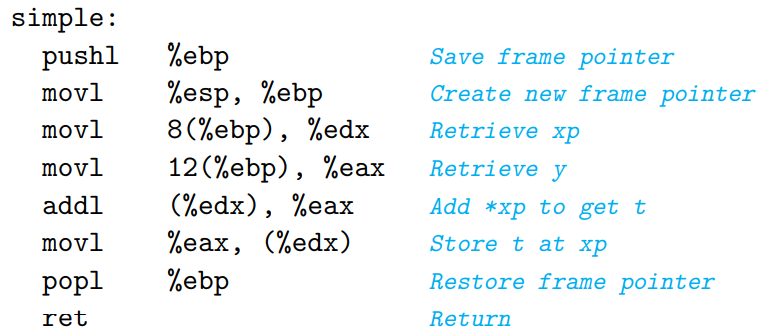 simple:
pushl %ebp Save frame pointer
movl %esp, %ebp Create new frame pointer
movl 8(%ebp), %edx Retrieve xp
movl 12(%ebp), %eax Retrieve y
addl (%edx), %eax Add *xp to get t
movl %eax, (%edx) Store t at xp
popl %ebp Restore frame pointer
ret Return